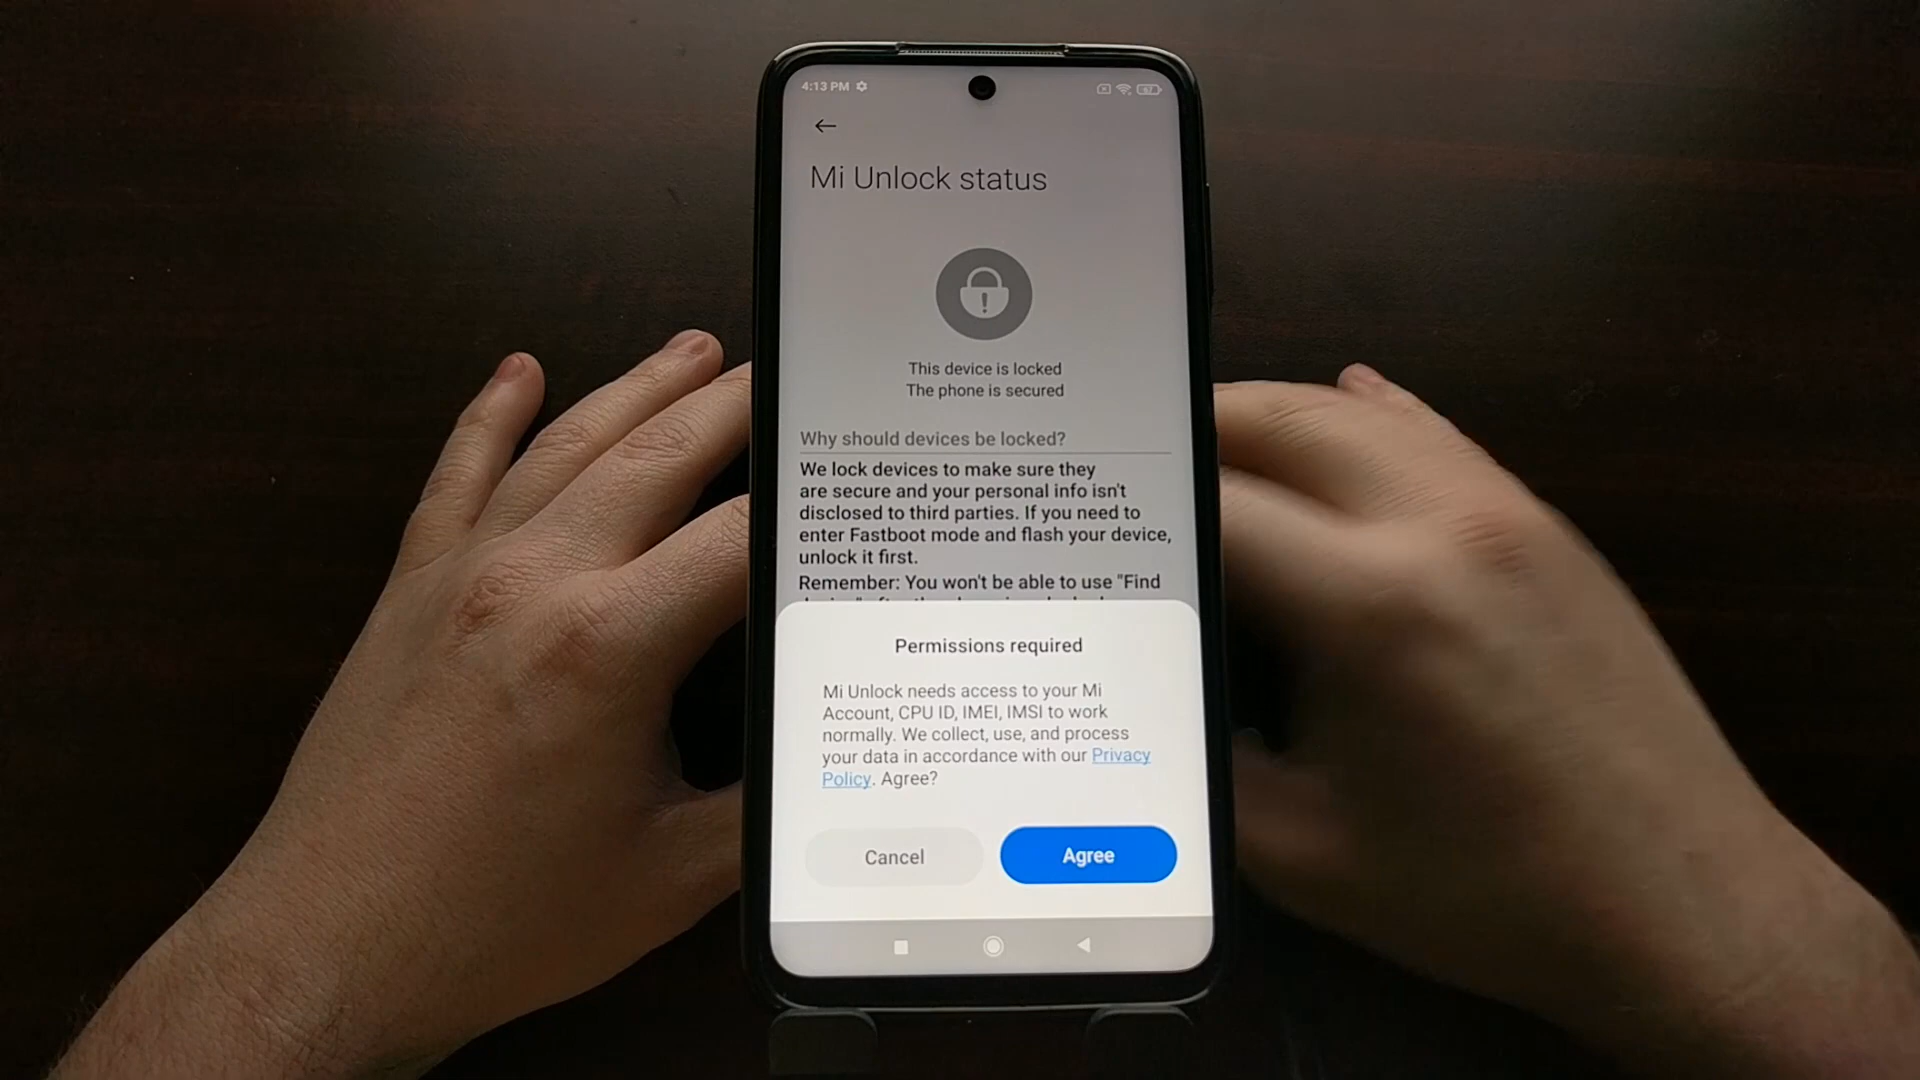 4:13 PM
Mi Unlock status
This device is locked
The phone is secured
Why should devices be locked?
We lock devices to make sure they
are secure and your personal info isn't
disclosed to third parties. If you need to
enter Fastboot mode and flash your device,
unlock it first.
Remember: You won't be able to use "Find
Permissions required
Mi Unlock needs access to your Mi
Account, CPU ID, IMEI, IMSI to work
normally. We collect, use, and process
your data in accordance with our Privacy
Policy. Agree?
Cancel
Agree